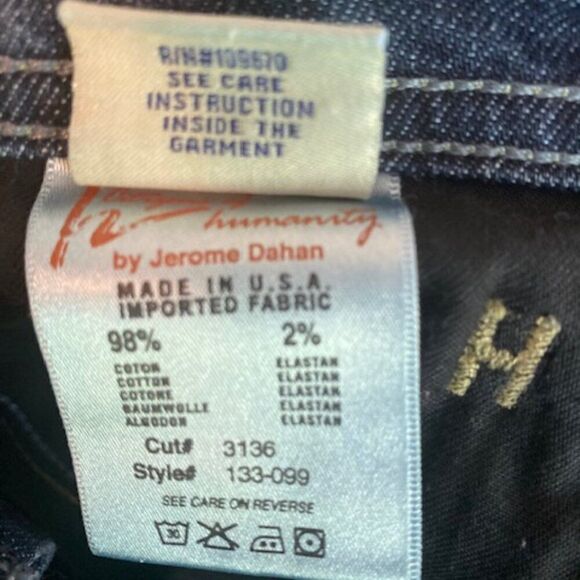 R/N#109670
SEE CARE
INSTRUCTION
INSIDE THE
GARMENT
humanity
by Jerome Dahan
MADE IN U.S.A.
IMPORTED FABRIC
98% 2%
COTON ELASTAN
COTTON ELASTAN
COTONE ELASTAN
BAUMWOLLE ELASTAN
ALGODON ELASTAN
Cut# 3136
Style# 133-099
SEE CARE ON REVERSE
30
H